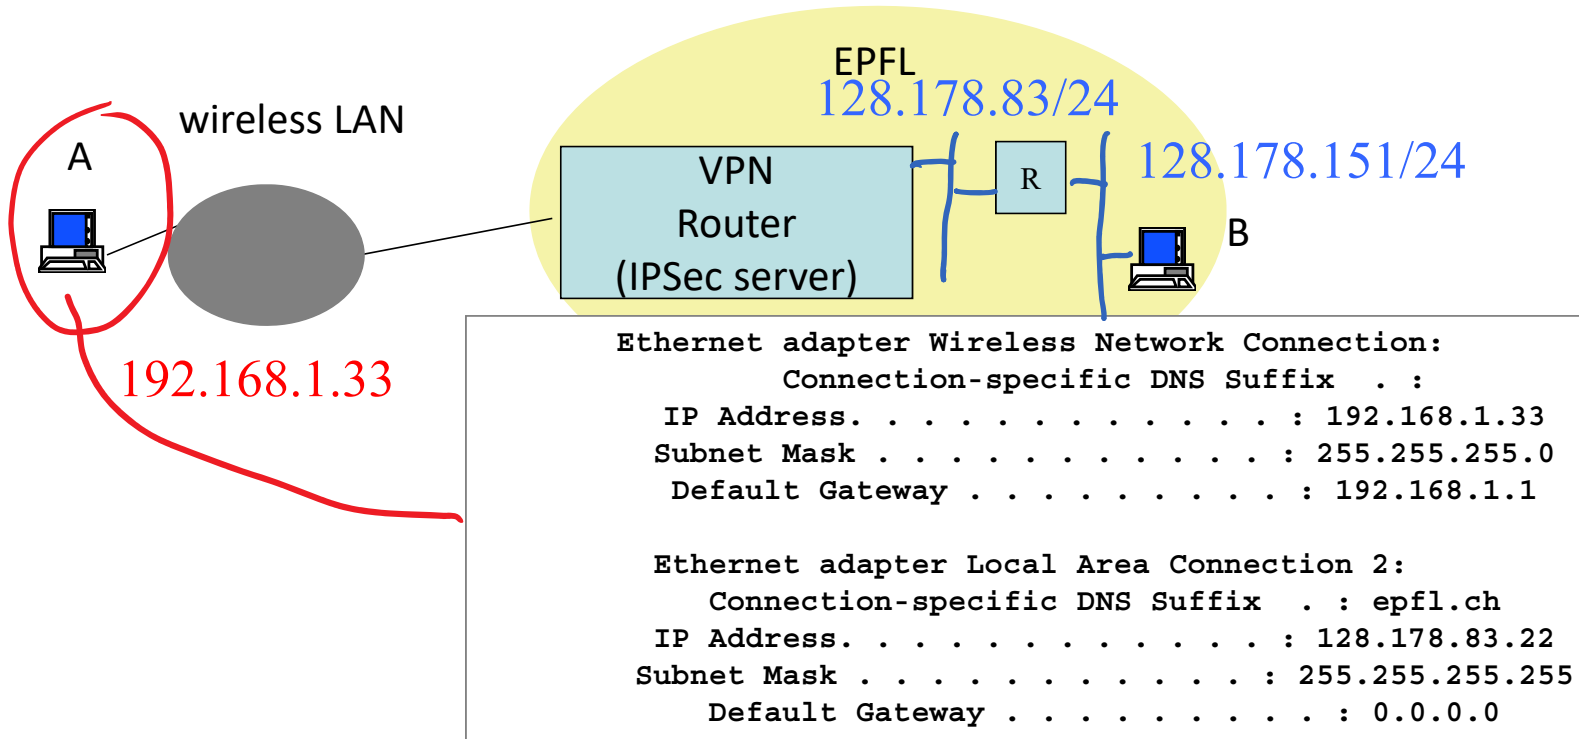 EPFL
128.178.83/24
wireless LAN
A
VPN
Router
(IPSec server)
R
128.178.151/24
B
192.168.1.33
Ethernet adapter Wireless Network Connection:
Connection-specific DNS Suffix . :
IP Address. . . . . . . . . . . . : 192.168.1.33
Subnet Mask . . . . . . . . . . . : 255.255.255.0
Default Gateway . . . . . . . . . : 192.168.1.1
Ethernet adapter Local Area Connection 2:
Connection-specific DNS Suffix . : epfl.ch
IP Address. . . . . . . . . . . . : 128.178.83.22
Subnet Mask . . . . . . . . . . . : 255.255.255.255
Default Gateway . . . . . . . . . : 0.0.0.0